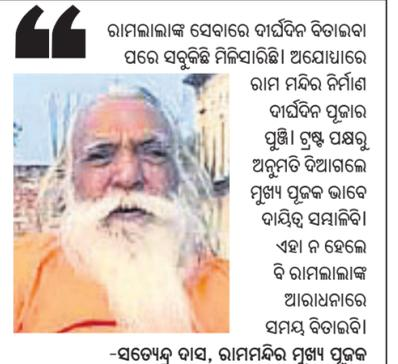 ରାମଲାଲାଙ୍କ ସେବାରେ ଦୀର୍ଘଦିନ ବିତାଇବା
ପରେ ସବୁକିଛି ମିଳିସାରିଛି। ଅଯୋଧ୍ୟାରେ
ରାମ ମନ୍ଦିର ନିର୍ମାଣ
ଦୀର୍ଘଦିନ ପୂଜାର
ପୁଞ୍ଜି। ଟ୍ରଷ୍ଟ ପକ୍ଷରୁ
ଅନୁମତି ଦିଆଗଲେ
ମୁଖ୍ୟ ପୂଜକ ଭାବେ
ଦାୟିତ୍ୱ ସମ୍ଭାଳିବି।
ଏହା ନ ହେଲେ
ବି ରାମଲାଲାଙ୍କ
ଆରାଧନାରେ
ସମୟ ବିତାଇବି।
-ସତ୍ୟେନ୍ଦ୍ର ଦାସ, ରାମମନ୍ଦିର ମୁଖ୍ୟ ପୂଜକ